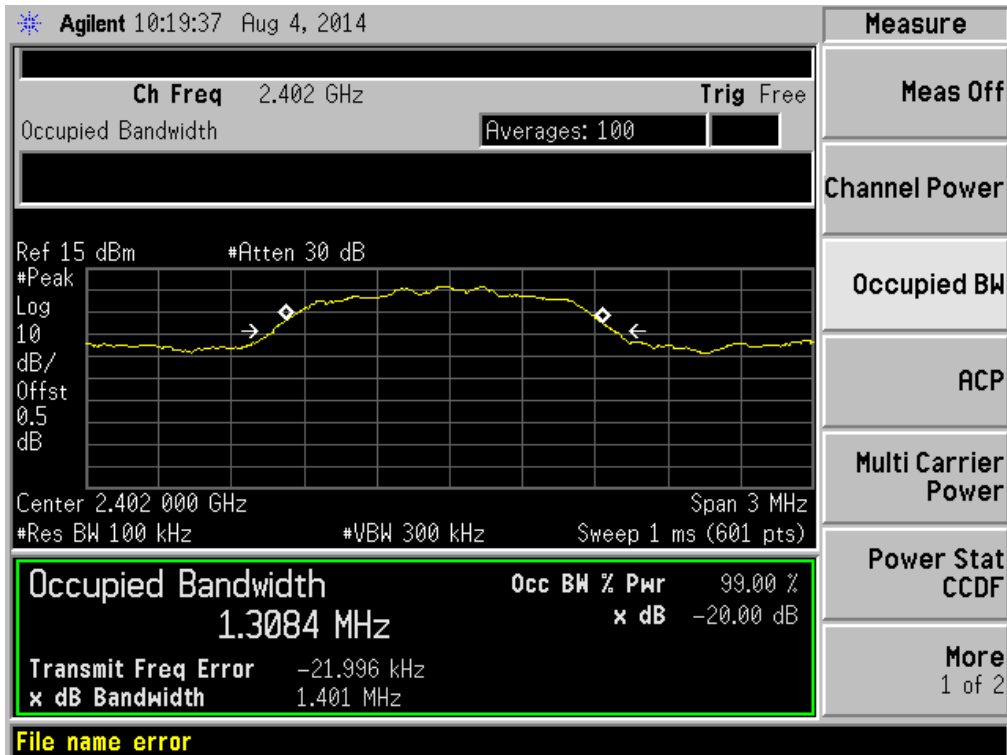 Agilent 10:19:37 Aug 4, 2014
Measure
Ch Freq 2.402 GHz
Trig Free
Occupied Bandwidth
Averages: 100
Meas Off
Channel Power
Occupied BW
ACP
Multi Carrier
Power
Power Stat
CCDF
More
1 of 2
Ref 15 dBm
#Atten 30 dB
#Peak
Log
10
dB/
Offst
0.5
dB
Center 2.402 000 GHz
Span 3 MHz
#Res BW 100 kHz
#VBW 300 kHz
Sweep 1 ms (601 pts)
Occupied Bandwidth
1.3084 MHz
Occ BW % Pwr 99.00 %
x dB -20.00 dB
Transmit Freq Error -21.996 kHz
x dB Bandwidth 1.401 MHz
File name error